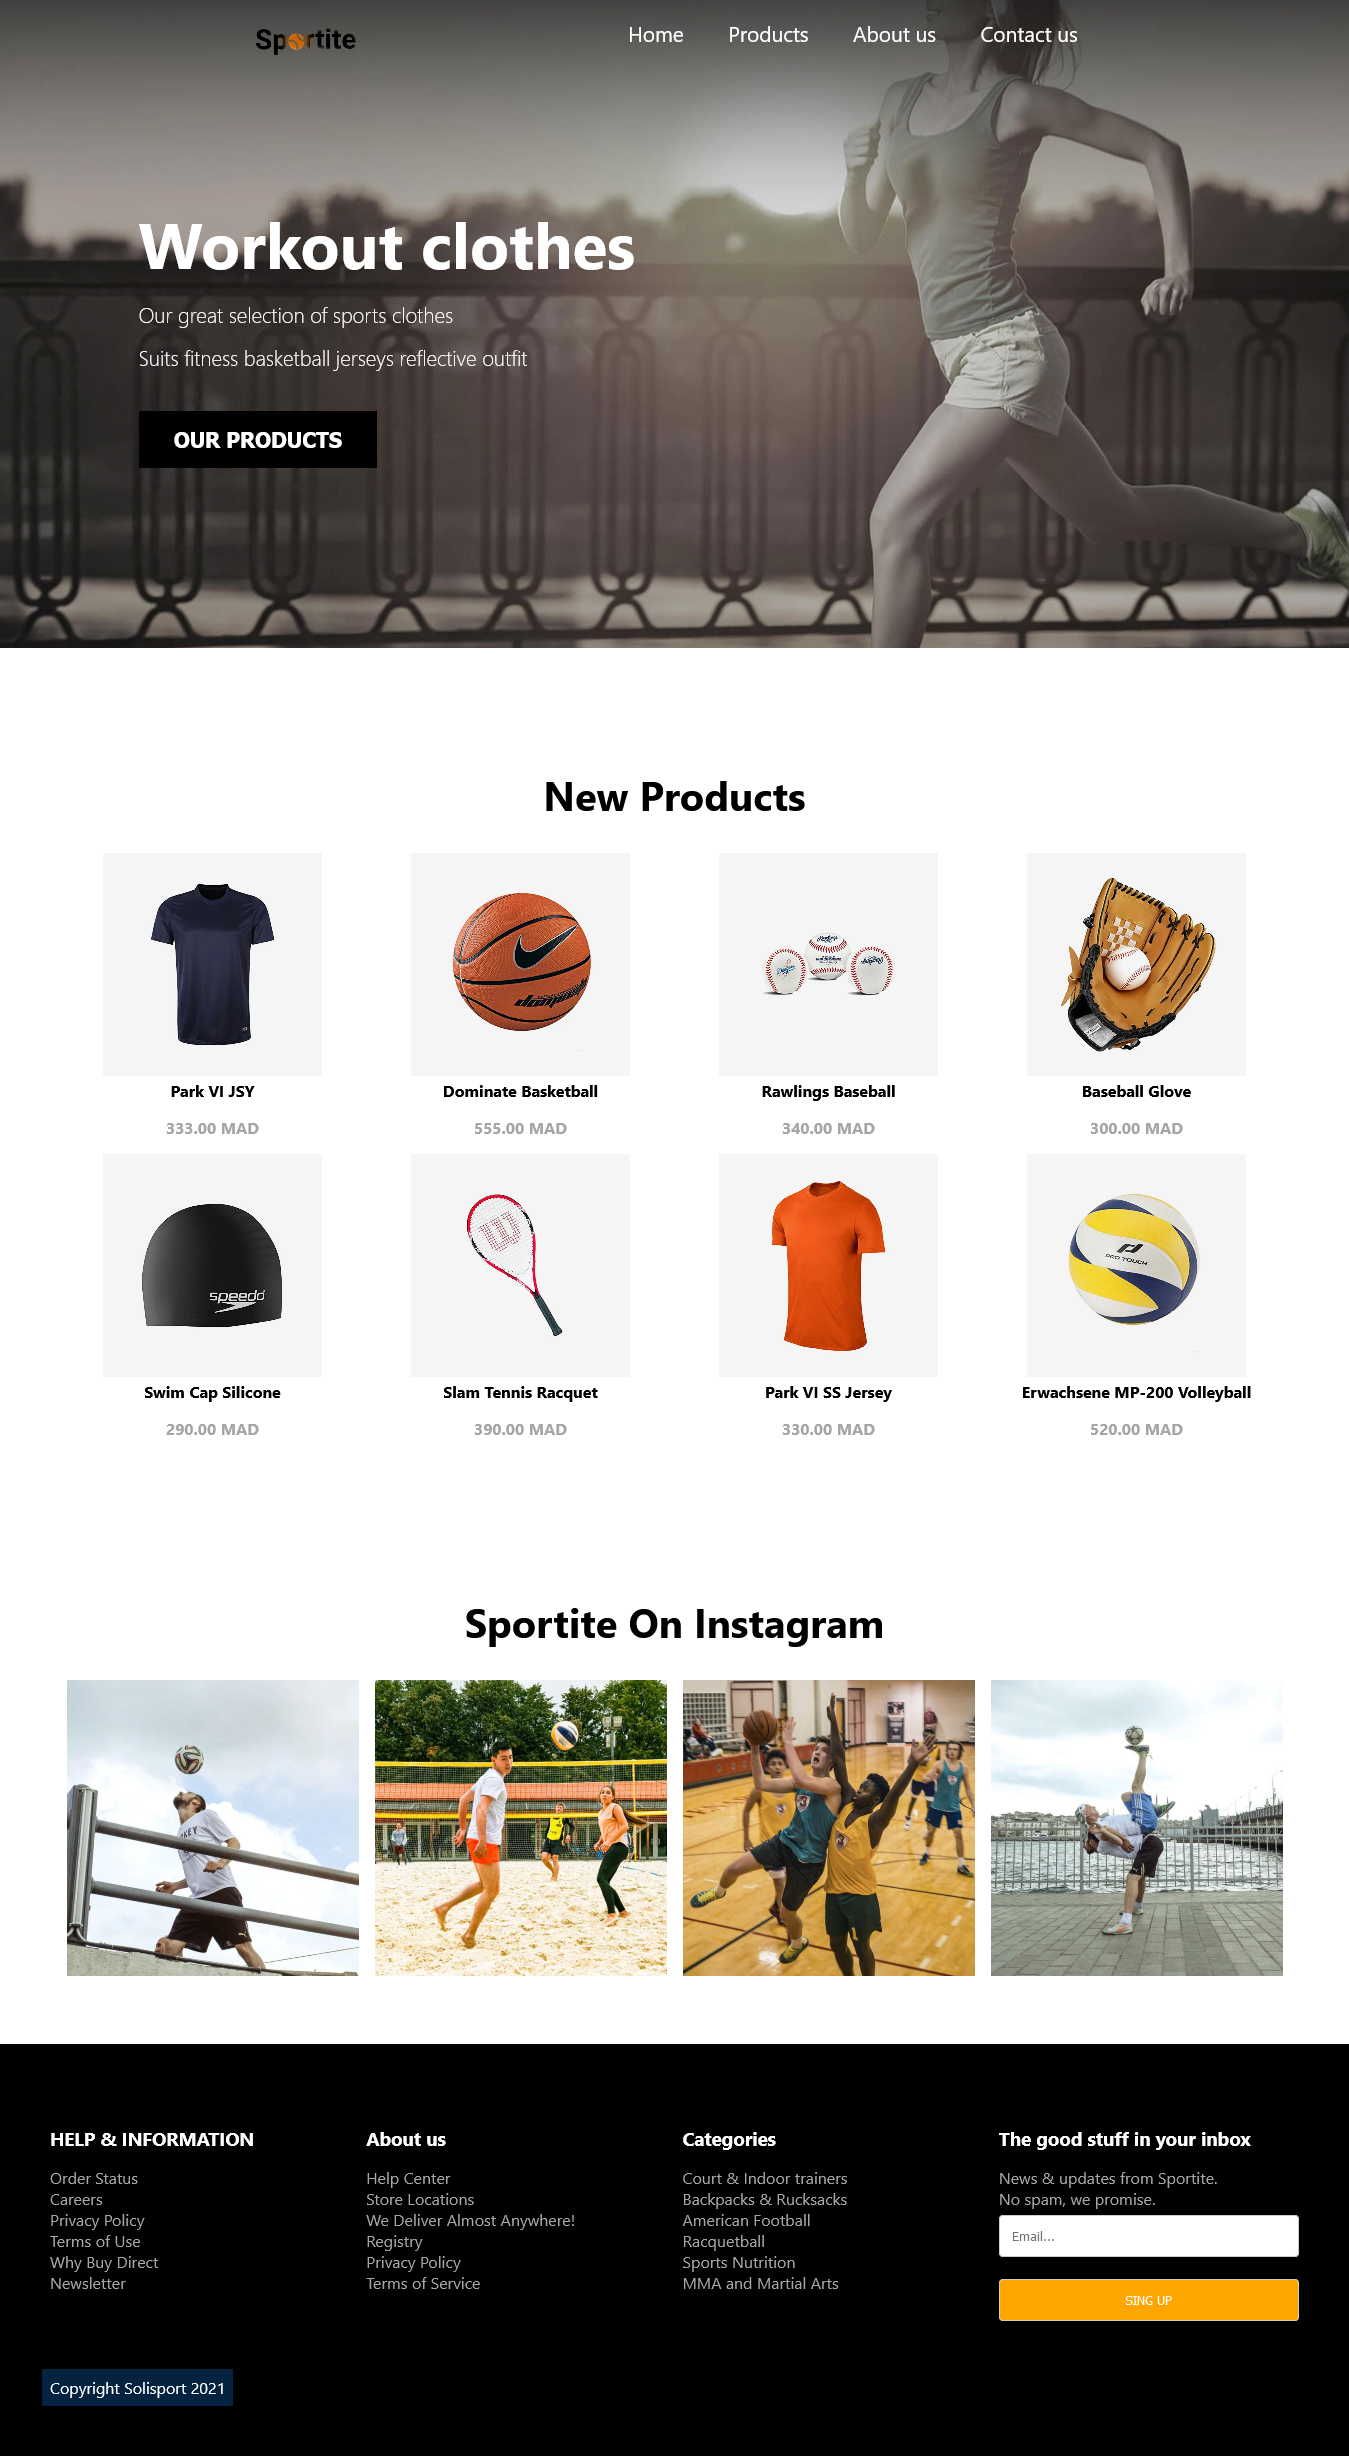 Sportite
Home Products About us Contact us
Workout clothes
Our great selection of sports clothes
Suits fitness basketball jerseys reflective outfit
OUR PRODUCTS
New Products
Park VI JSY
333.00 MAD
Dominate Basketball
555.00 MAD
Rawlings Baseball
340.00 MAD
Baseball Glove
300.00 MAD
speedo
Swim Cap Silicone
290.00 MAD
W
Slam Tennis Racquet
390.00 MAD
Park VI SS Jersey
330.00 MAD
PRO TOUCH
Erwachsene MP-200 Volleyball
520.00 MAD
Sportite On Instagram
HELP & INFORMATION
Order Status
Careers
Privacy Policy
Terms of Use
Why Buy Direct
Newsletter
About us
Help Center
Store Locations
We Deliver Almost Anywhere!
Registry
Privacy Policy
Terms of Service
Categories
Court & Indoor trainers
Backpacks & Rucksacks
American Football
Racquetball
Sports Nutrition
MMA and Martial Arts
The good stuff in your inbox
News & updates from Sportite.
No spam, we promise.
Email...
SING UP
Copyright Solisport 2021